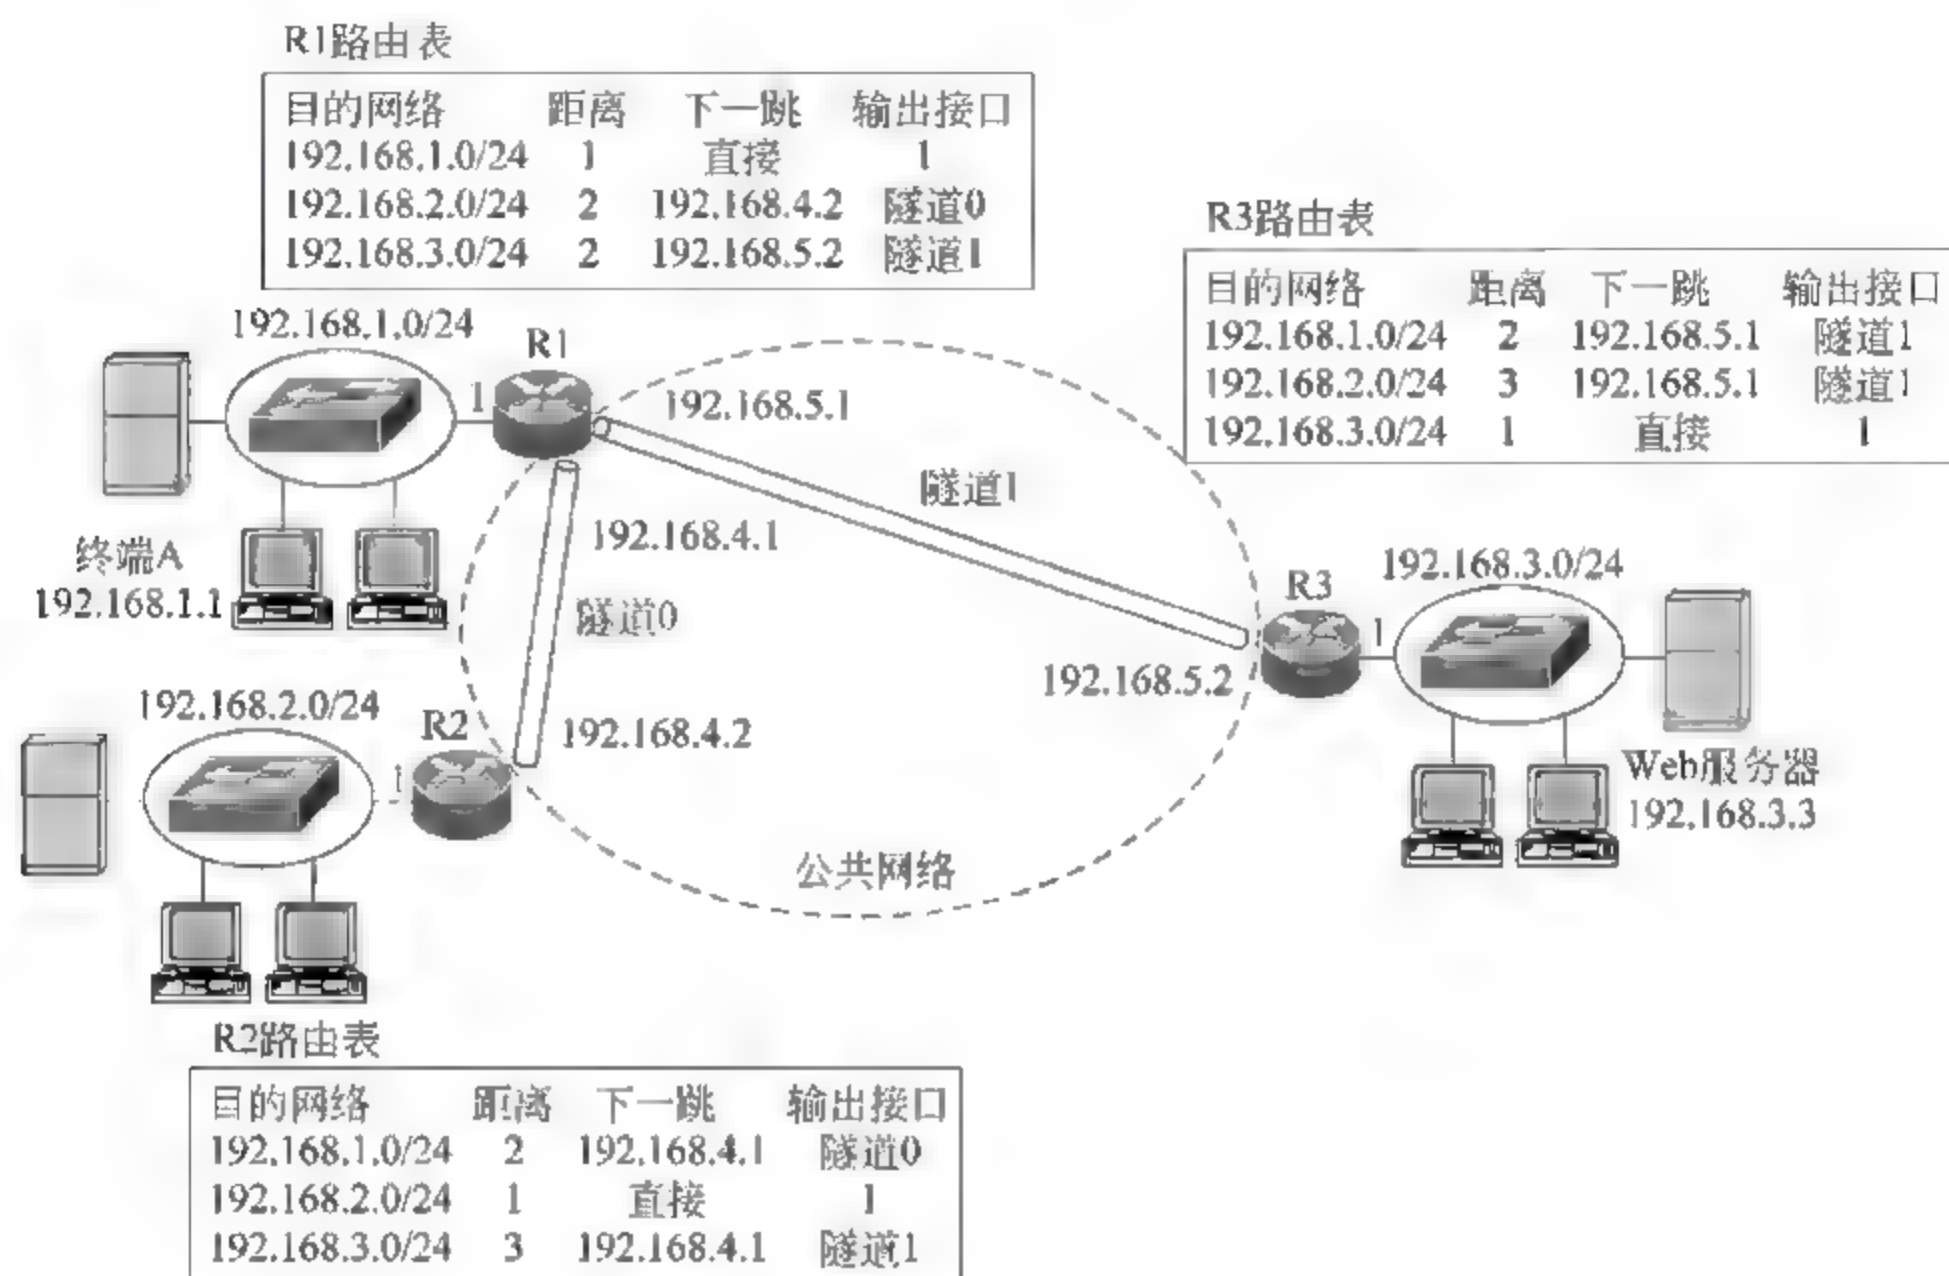 R1路由表
目的网络 距离 下一跳 输出接口
192.168.1.0/24 1 直接 1
192.168.2.0/24 2 192.168.4.2 隧道0
192.168.3.0/24 2 192.168.5.2 隧道1
R3路由表
目的网络 距离 下一跳 输出接口
192.168.1.0/24 2 192.168.5.1 隧道1
192.168.2.0/24 3 192.168.5.1 隧道1
192.168.3.0/24 1 直接 1
192.168.1.0/24
R1
1
192.168.5.1
隧道1
192.168.4.1
终端A
192.168.1.1
隧道0
192.168.3.0/24
R3
1
192.168.5.2
192.168.2.0/24
R2
1
192.168.4.2
Web服务器
192.168.3.3
公共网络
R2路由表
目的网络 距离 下一跳 输出接口
192.168.1.0/24 2 192.168.4.1 隧道0
192.168.2.0/24 1 直接 1
192.168.3.0/24 3 192.168.4.1 隧道1